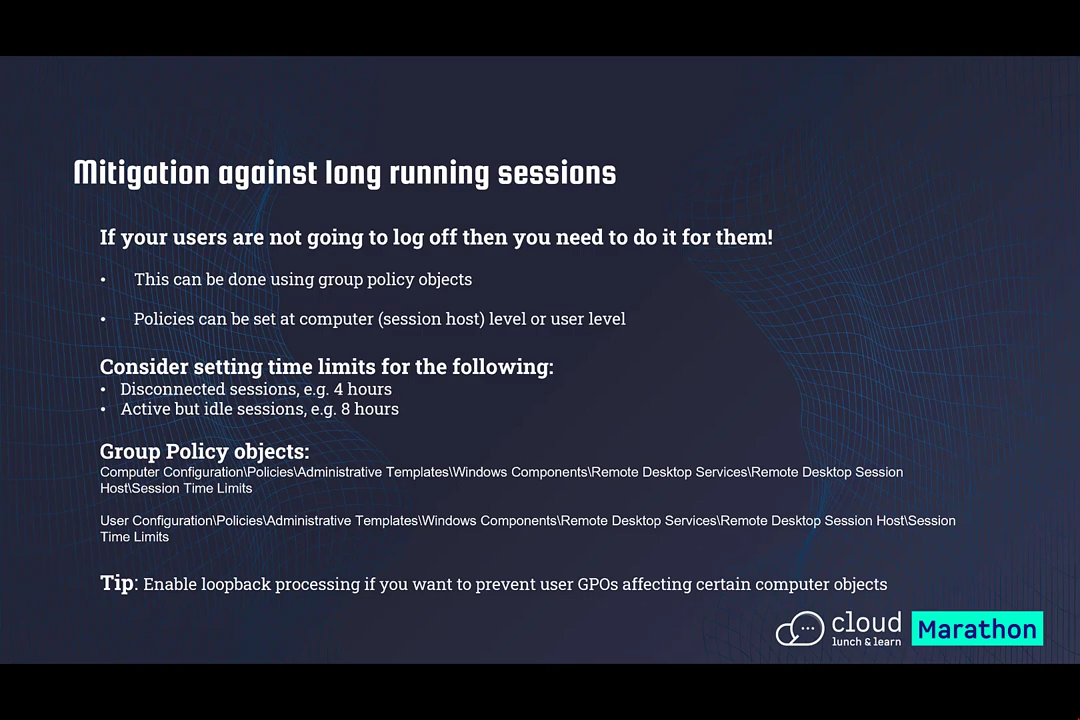 Mitigation against long running sessions
If your users are not going to log off then you need to do it for them!
• This can be done using group policy objects
• Policies can be set at computer (session host) level or user level
Consider setting time limits for the following:
• Disconnected sessions, e.g. 4 hours
• Active but idle sessions, e.g. 8 hours
Group Policy objects:
Computer Configuration\Policies\Administrative Templates\Windows Components\Remote Desktop Services\Remote Desktop Session
Host\Session Time Limits
User Configuration\Policies\Administrative Templates\Windows Components\Remote Desktop Services\Remote Desktop Session Host\Session
Time Limits
Tip: Enable loopback processing if you want to prevent user GPOs affecting certain computer objects
cloud
lunch & learn
Marathon